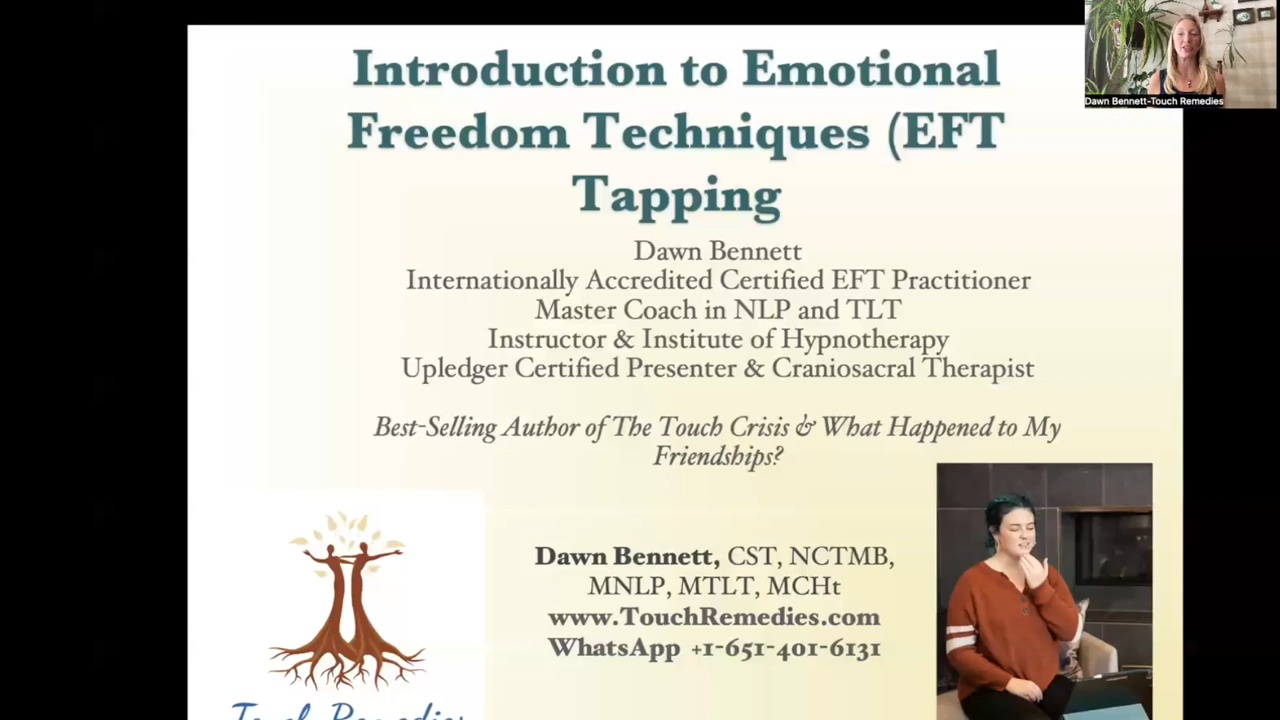 Introduction to Emotional
Freedom Techniques (EFT
Tapping
Dawn Bennett-Touch Remedies
Dawn Bennett
Internationally Accredited Certified EFT Practitioner
Master Coach in NLP and TLT
Instructor & Institute of Hypnotherapy
Upledger Certified Presenter & Craniosacral Therapist
Best-Selling Author of The Touch Crisis & What Happened to My
Friendships?
Dawn Bennett, CST, NCTMB,
MNLP, MTLT, MCHt
www.TouchRemedies.com
WhatsApp +1-651-401-6131
Touch Remedies